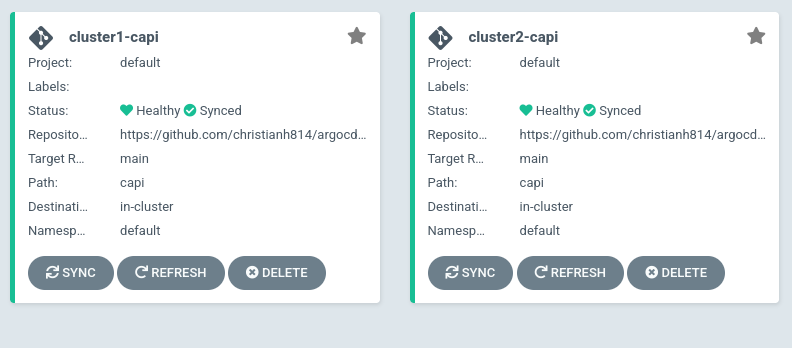 cluster1-capi
Project: default
Labels:
Status: Healthy Synced
Reposito... https://github.com/christianh814/argocd...
Target R... main
Path: capi
Destinati... in-cluster
Namesp... default
SYNC REFRESH DELETE
cluster2-capi
Project: default
Labels:
Status: Healthy Synced
Reposito... https://github.com/christianh814/argocd...
Target R... main
Path: capi
Destinati... in-cluster
Namesp... default
SYNC REFRESH DELETE